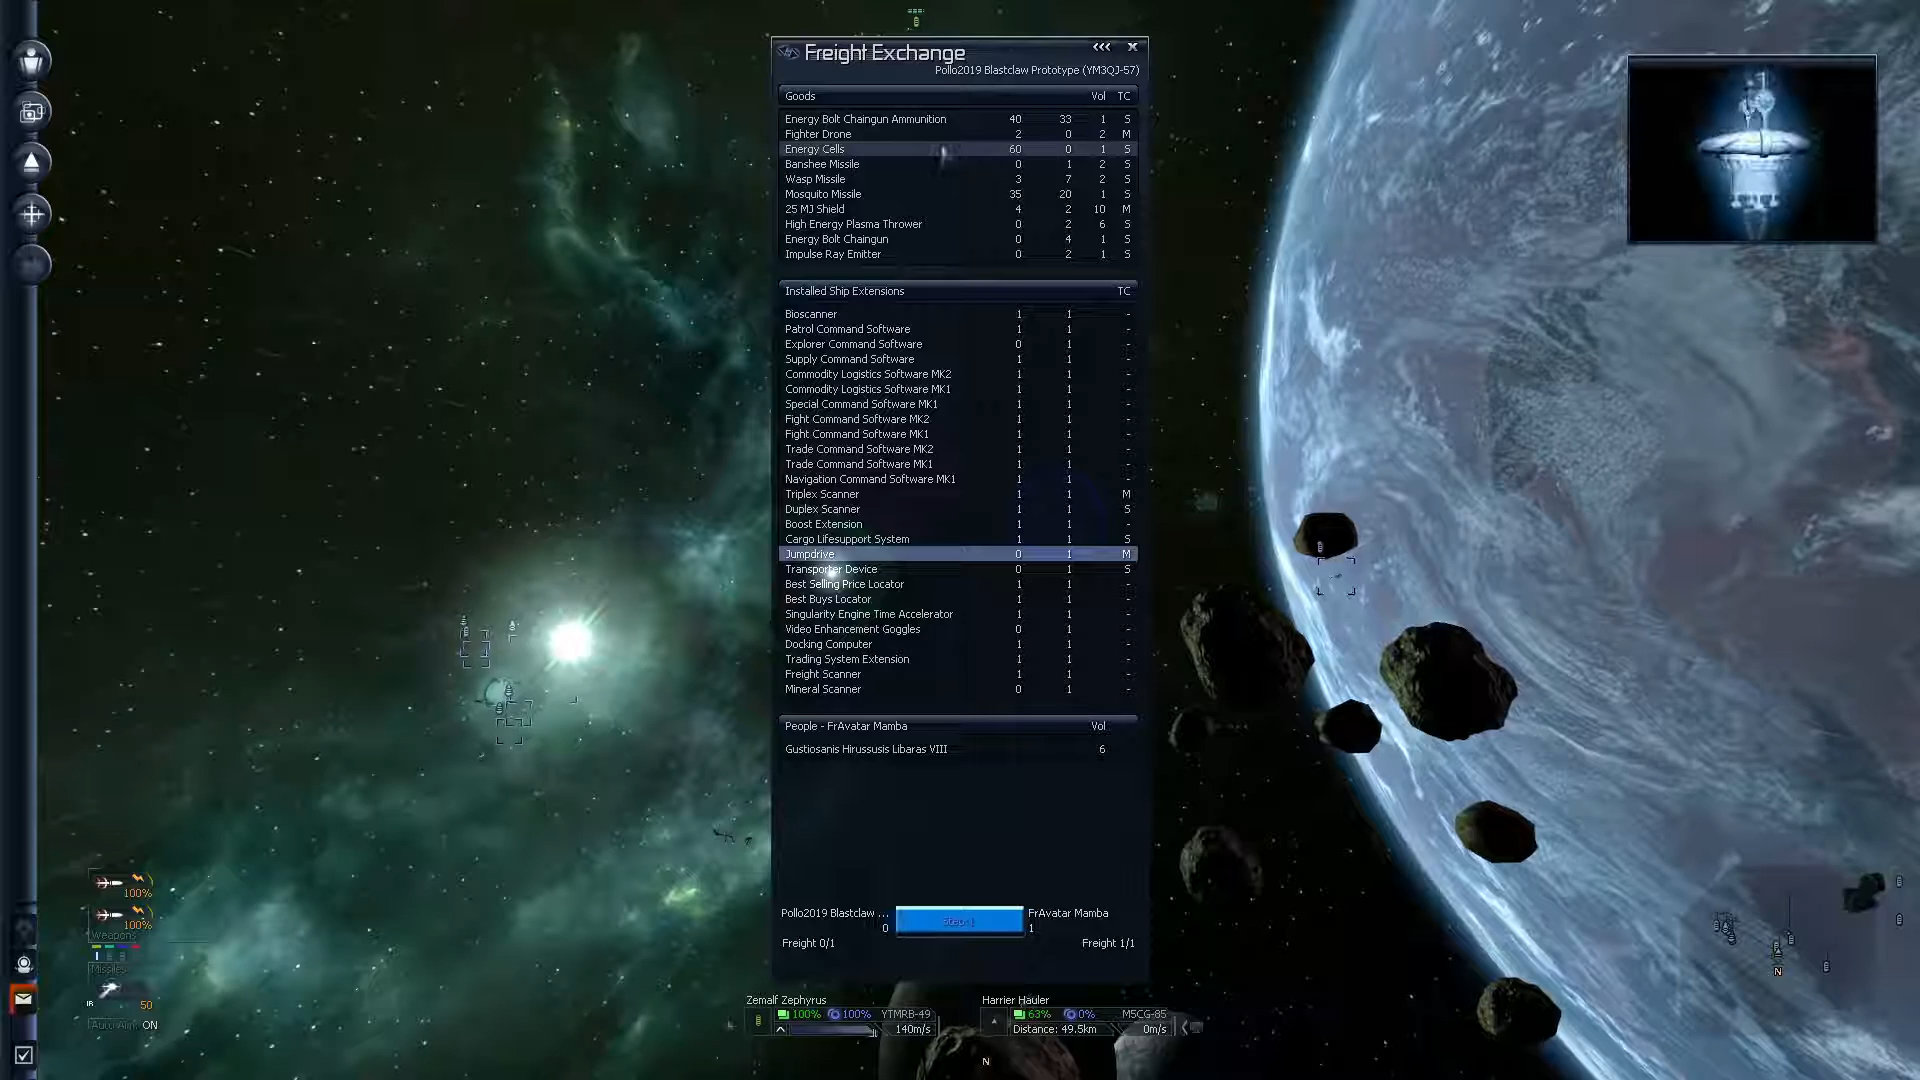 Freight Exchange
Pollo2019 Blastclaw Prototype (YM3QJ-57)
Goods Vol TC
Energy Bolt Chaingun Ammunition 40 33 1 S
Fighter Drone 2 0 2 M
Energy Cells 60 0 1 S
Banshee Missile 0 1 2 S
Wasp Missile 3 7 2 S
Mosquito Missile 35 20 1 S
25 MJ Shield 4 2 10 M
High Energy Plasma Thrower 0 2 6 S
Energy Bolt Chaingun 0 4 1 S
Impulse Ray Emitter 0 2 1 S
Installed Ship Extensions TC
Bioscanner 1 1 -
Patrol Command Software 1 1 -
Explorer Command Software 0 1 -
Supply Command Software 1 1 -
Commodity Logistics Software MK2 1 1 -
Commodity Logistics Software MK1 1 1 -
Special Command Software MK1 1 1 -
Fight Command Software MK2 1 1 -
Fight Command Software MK1 1 1 -
Trade Command Software MK2 1 1 -
Trade Command Software MK1 1 1 -
Navigation Command Software MK1 1 1 -
Triplex Scanner 1 1 M
Duplex Scanner 1 1 S
Boost Extension 1 1 -
Cargo Lifesupport System 1 1 S
Jumpdrive 0 1 M
Transporter Device 0 1 S
Best Selling Price Locator 1 1 -
Best Buys Locator 1 1 -
Singularity Engine Time Accelerator 1 1 -
Video Enhancement Goggles 0 1 -
Docking Computer 1 1 -
Trading System Extension 1 1 -
Freight Scanner 1 1 -
Mineral Scanner 0 1 -
People - FrAvatar Mamba Vol
Gustiosanis Hirussusis Libaras VIII 6
Pollo2019 Blastclaw ... FrAvatar Mamba
0 1
Freight 0/1 Freight 1/1
100%
100%
Weapons
Missiles
IR 50
Auto Aim: ON
Zemalf Zephyrus
100% 100% YTMRB-49
140m/s
Harrier Hauler
63% 0% M5CG-85
Distance: 49.5km 0m/s
N
N